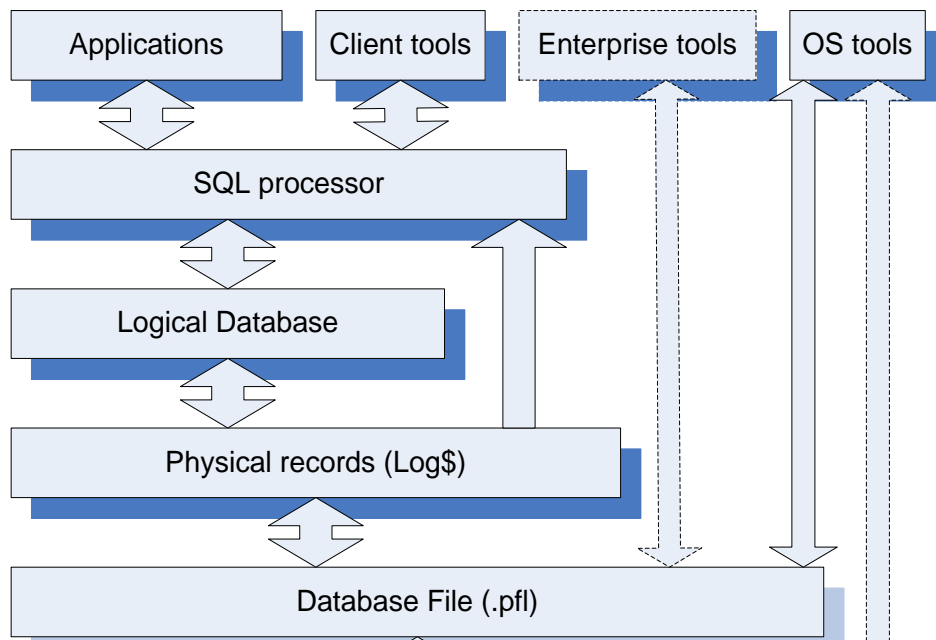 Applications
Client tools
Enterprise tools
OS tools
SQL processor
Logical Database
Physical records (Log$)
Database File (.pfl)